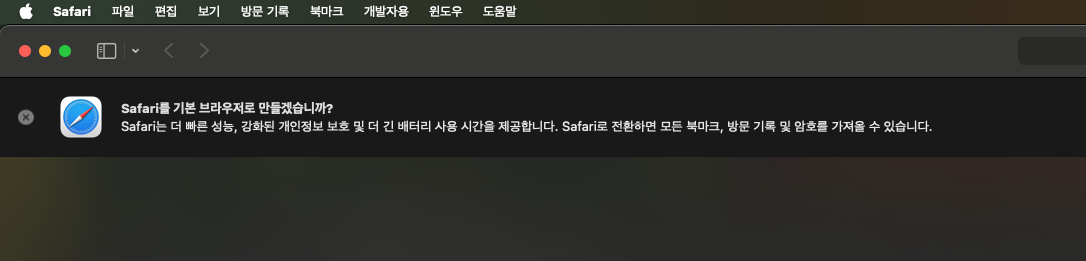 Safari 파일 편집 보기 방문 기록 북마크 개발자용 윈도우 도움말
Safari를 기본 브라우저로 만들겠습니까?
Safari는 더 빠른 성능, 강화된 개인정보 보호 및 더 긴 배터리 사용 시간을 제공합니다. Safari로 전환하면 모든 북마크, 방문 기록 및 암호를 가져올 수 있습니다.